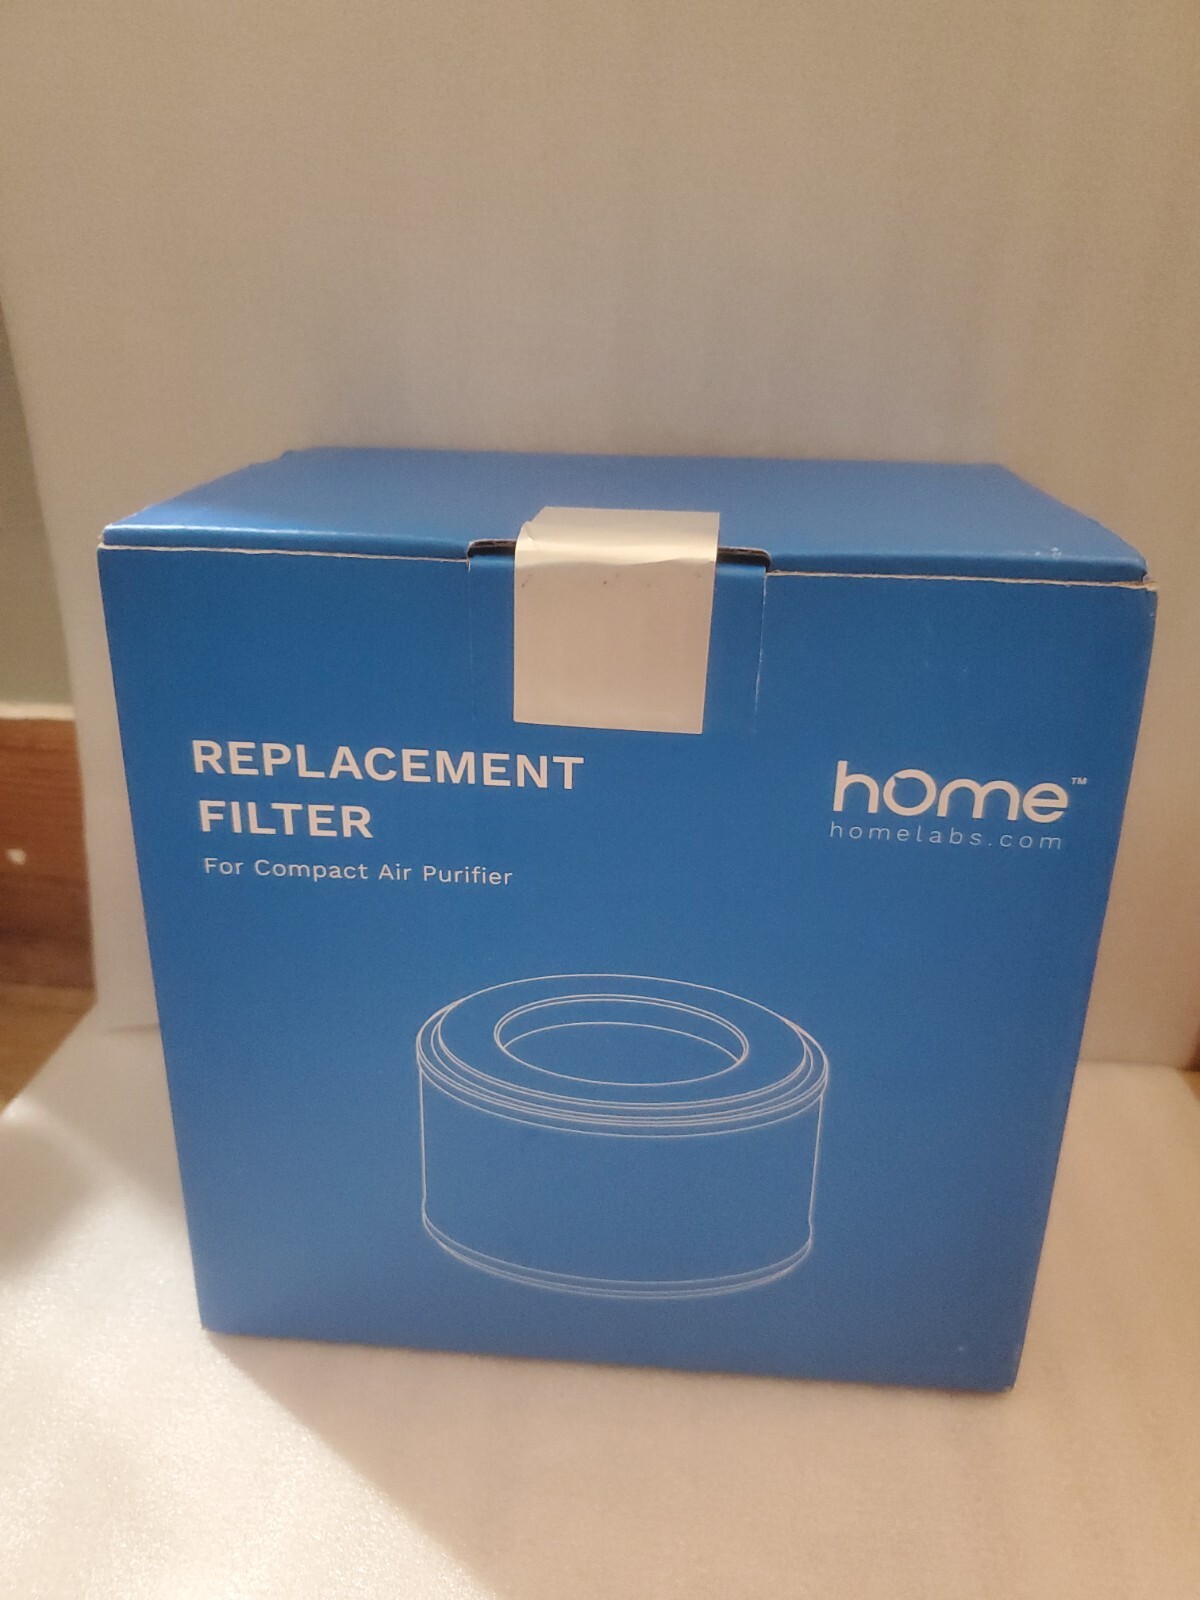 REPLACEMENT
FILTER
For Compact Air Purifier
home™
homelabs.com